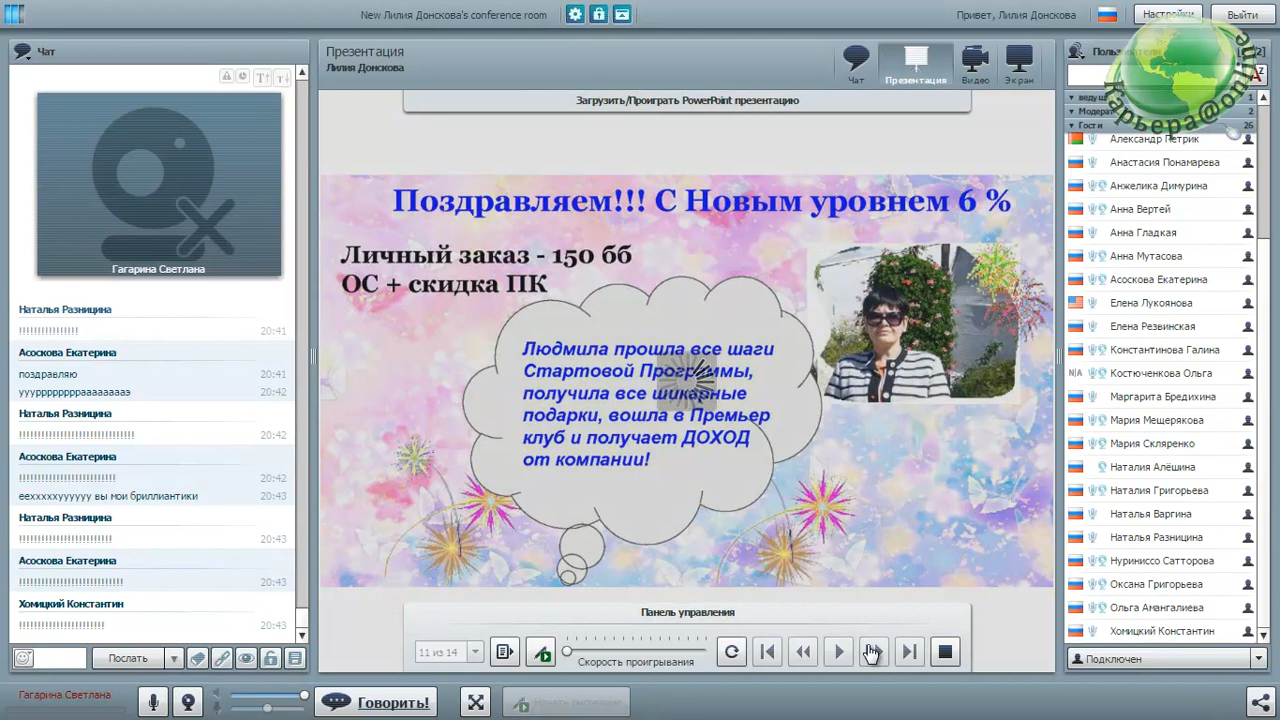 New Лилия Донскова's conference room
Привет, Лилия Донскова
Настройки
Выйти
Чат
Гагарина Светлана
Наталья Разницина
!!!!!!!!!!!!!!!! 20:41
Асоскова Екатерина
поздравляю 20:41
ууурррррррааааааааз 20:42
Наталья Разницина
!!!!!!!!!!!!!!!!!!!!!!!!!!!!!!! 20:42
Асоскова Екатерина
!!!!!!!!!!!!!!!!!!!!!!!!!! 20:42
еехххххуууууу вы мои бриллиантики 20:43
Наталья Разницина
!!!!!!!!!!!!!!!!!!!!!!!!! 20:43
Асоскова Екатерина
!!!!!!!!!!!!!!!!!!!!!!!!!!!! 20:43
Хомицкий Константин
!!!!!!!!!!!!!!!!!!!!!!! 20:43
Послать
Гагарина Светлана
Говорить!
Презентация
Лилия Донскова
Чат
Презентация
Видео
Экран
Загрузить/Проиграть PowerPoint презентацию
Поздравляем!!! С Новым уровнем 6 %
Личный заказ - 150 бб
ОС + скидка ПК
Людмила прошла все шаги
Стартовой Программы,
получила все шикарные
подарки, вошла в Премьер
клуб и получает ДОХОД
от компании!
Панель управления
11 из 14
Скорость проигрывания
Карьера@online
Гости 26
Александр Петрик
Анастасия Понамарева
Анжелика Димурина
Анна Вертей
Анна Гладкая
Анна Мутасова
Асоскова Екатерина
Елена Лукоянова
Елена Резвинская
Константинова Галина
N/A Костюченкова Ольга
Маргарита Бредихина
Мария Мещерякова
Мария Скляренко
Наталия Алёшина
Наталия Григорьева
Наталья Варгина
Наталья Разницина
Нуриниссо Сатторова
Оксана Григорьева
Ольга Амангалиева
Хомицкий Константин
Подключен